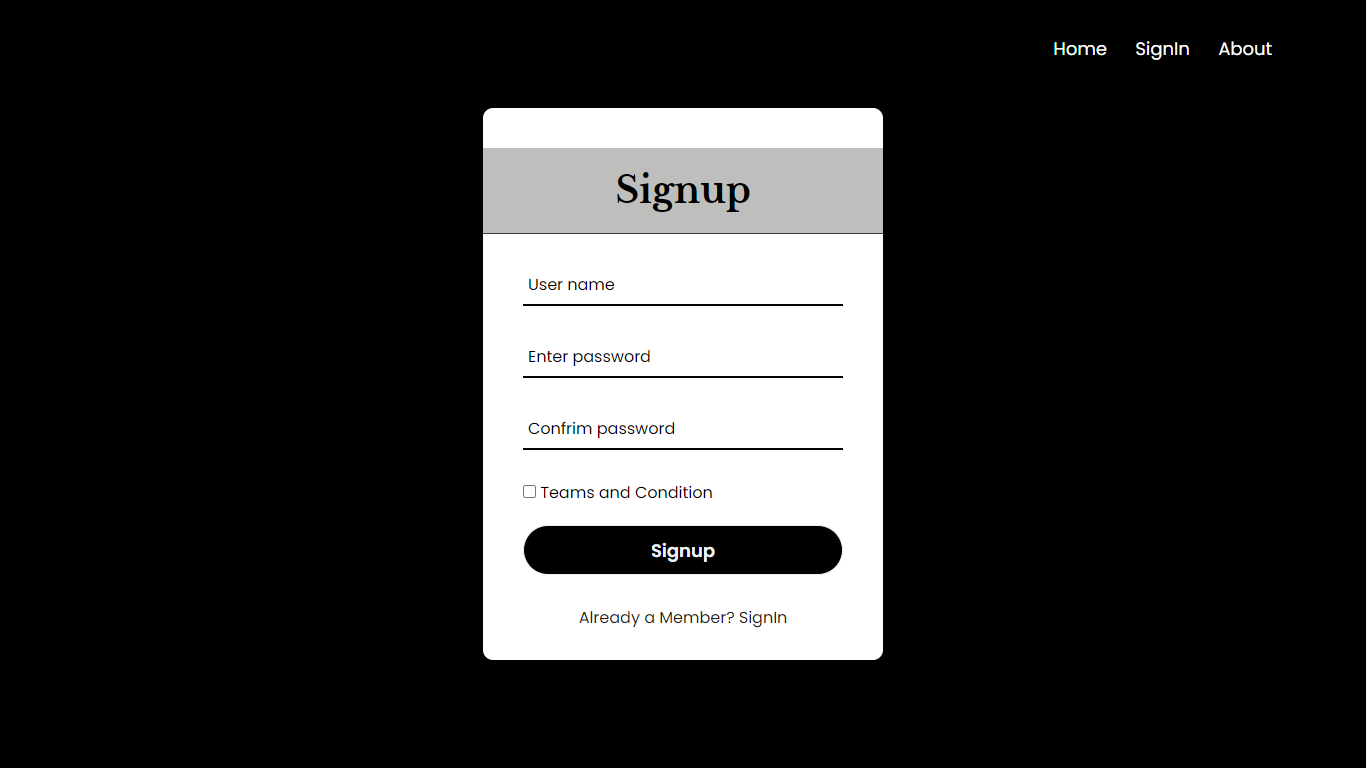 Home SignIn About
Signup
User name
Enter password
Confrim password
Teams and Condition
Signup
Already a Member? SignIn